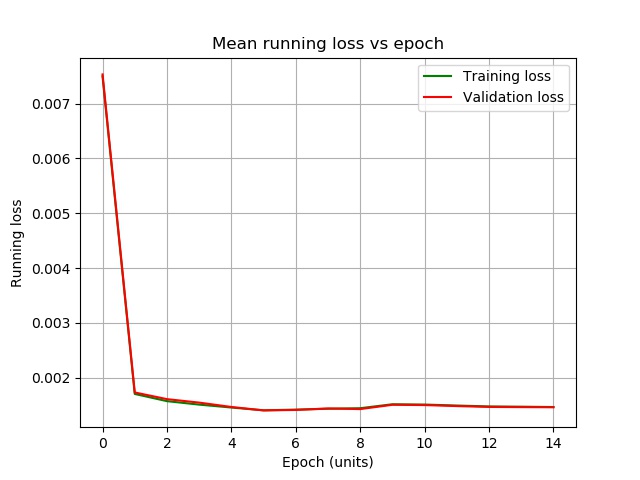 Mean running loss vs epoch
Training loss
Validation loss
0.007
0.006
0.005
0.004
0.003
0.002
Running loss
0 2 4 6 8 10 12 14
Epoch (units)